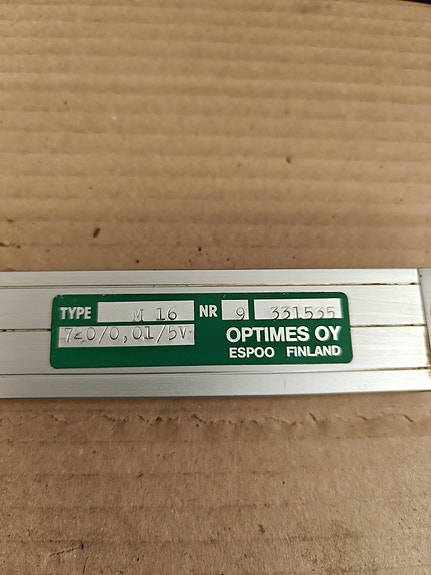 TYPE M 16 NR 9 331535
720/0,01/5V
OPTIMES OY
ESPOO FINLAND